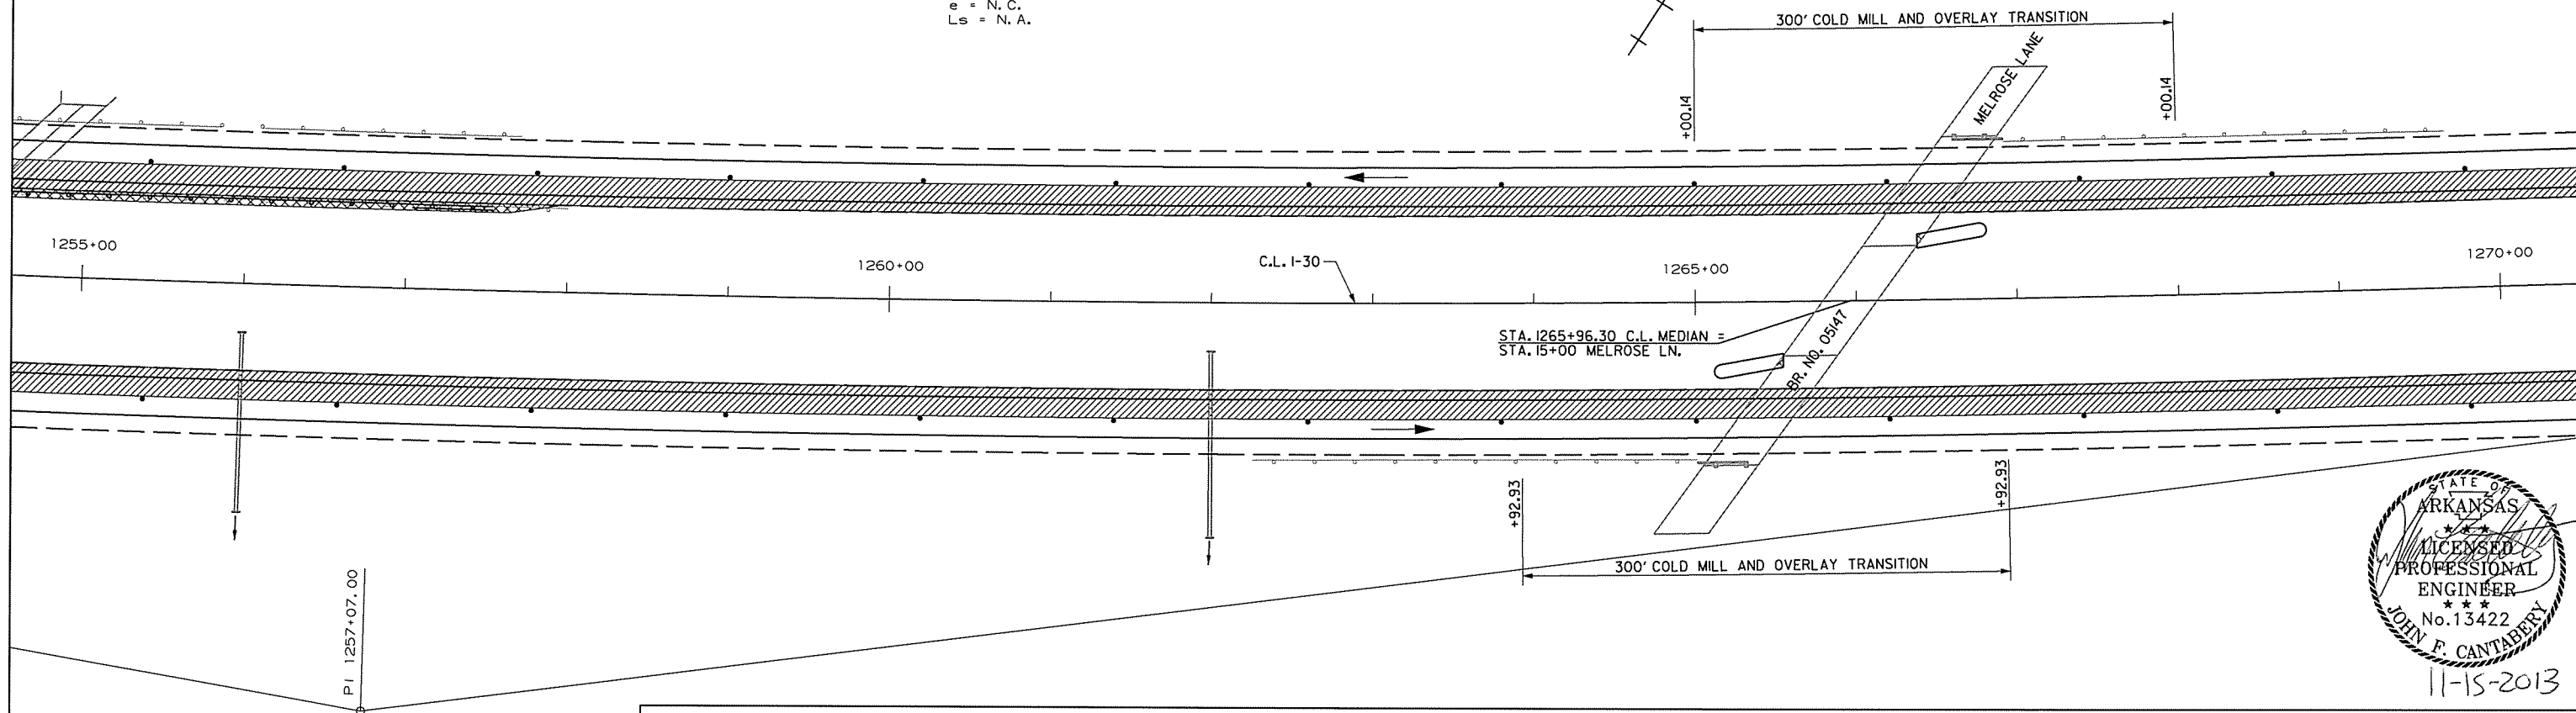 e = N.C.
Ls = N.A.
300' COLD MILL AND OVERLAY TRANSITION
MELROSE LANE
+00.14
+00.14
1255+00
1260+00
C.L. I-30
1265+00
1270+00
STA. 1265+96.30 C.L. MEDIAN =
STA. 15+00 MELROSE LN.
BR. NO. 05147
+92.93
+92.93
300' COLD MILL AND OVERLAY TRANSITION
PI 1257+07.00
STATE OF
ARKANSAS
★ ★ ★
LICENSED
PROFESSIONAL
ENGINEER
★ ★ ★
No.13422
JOHN F. CANTABERY
11-15-2013